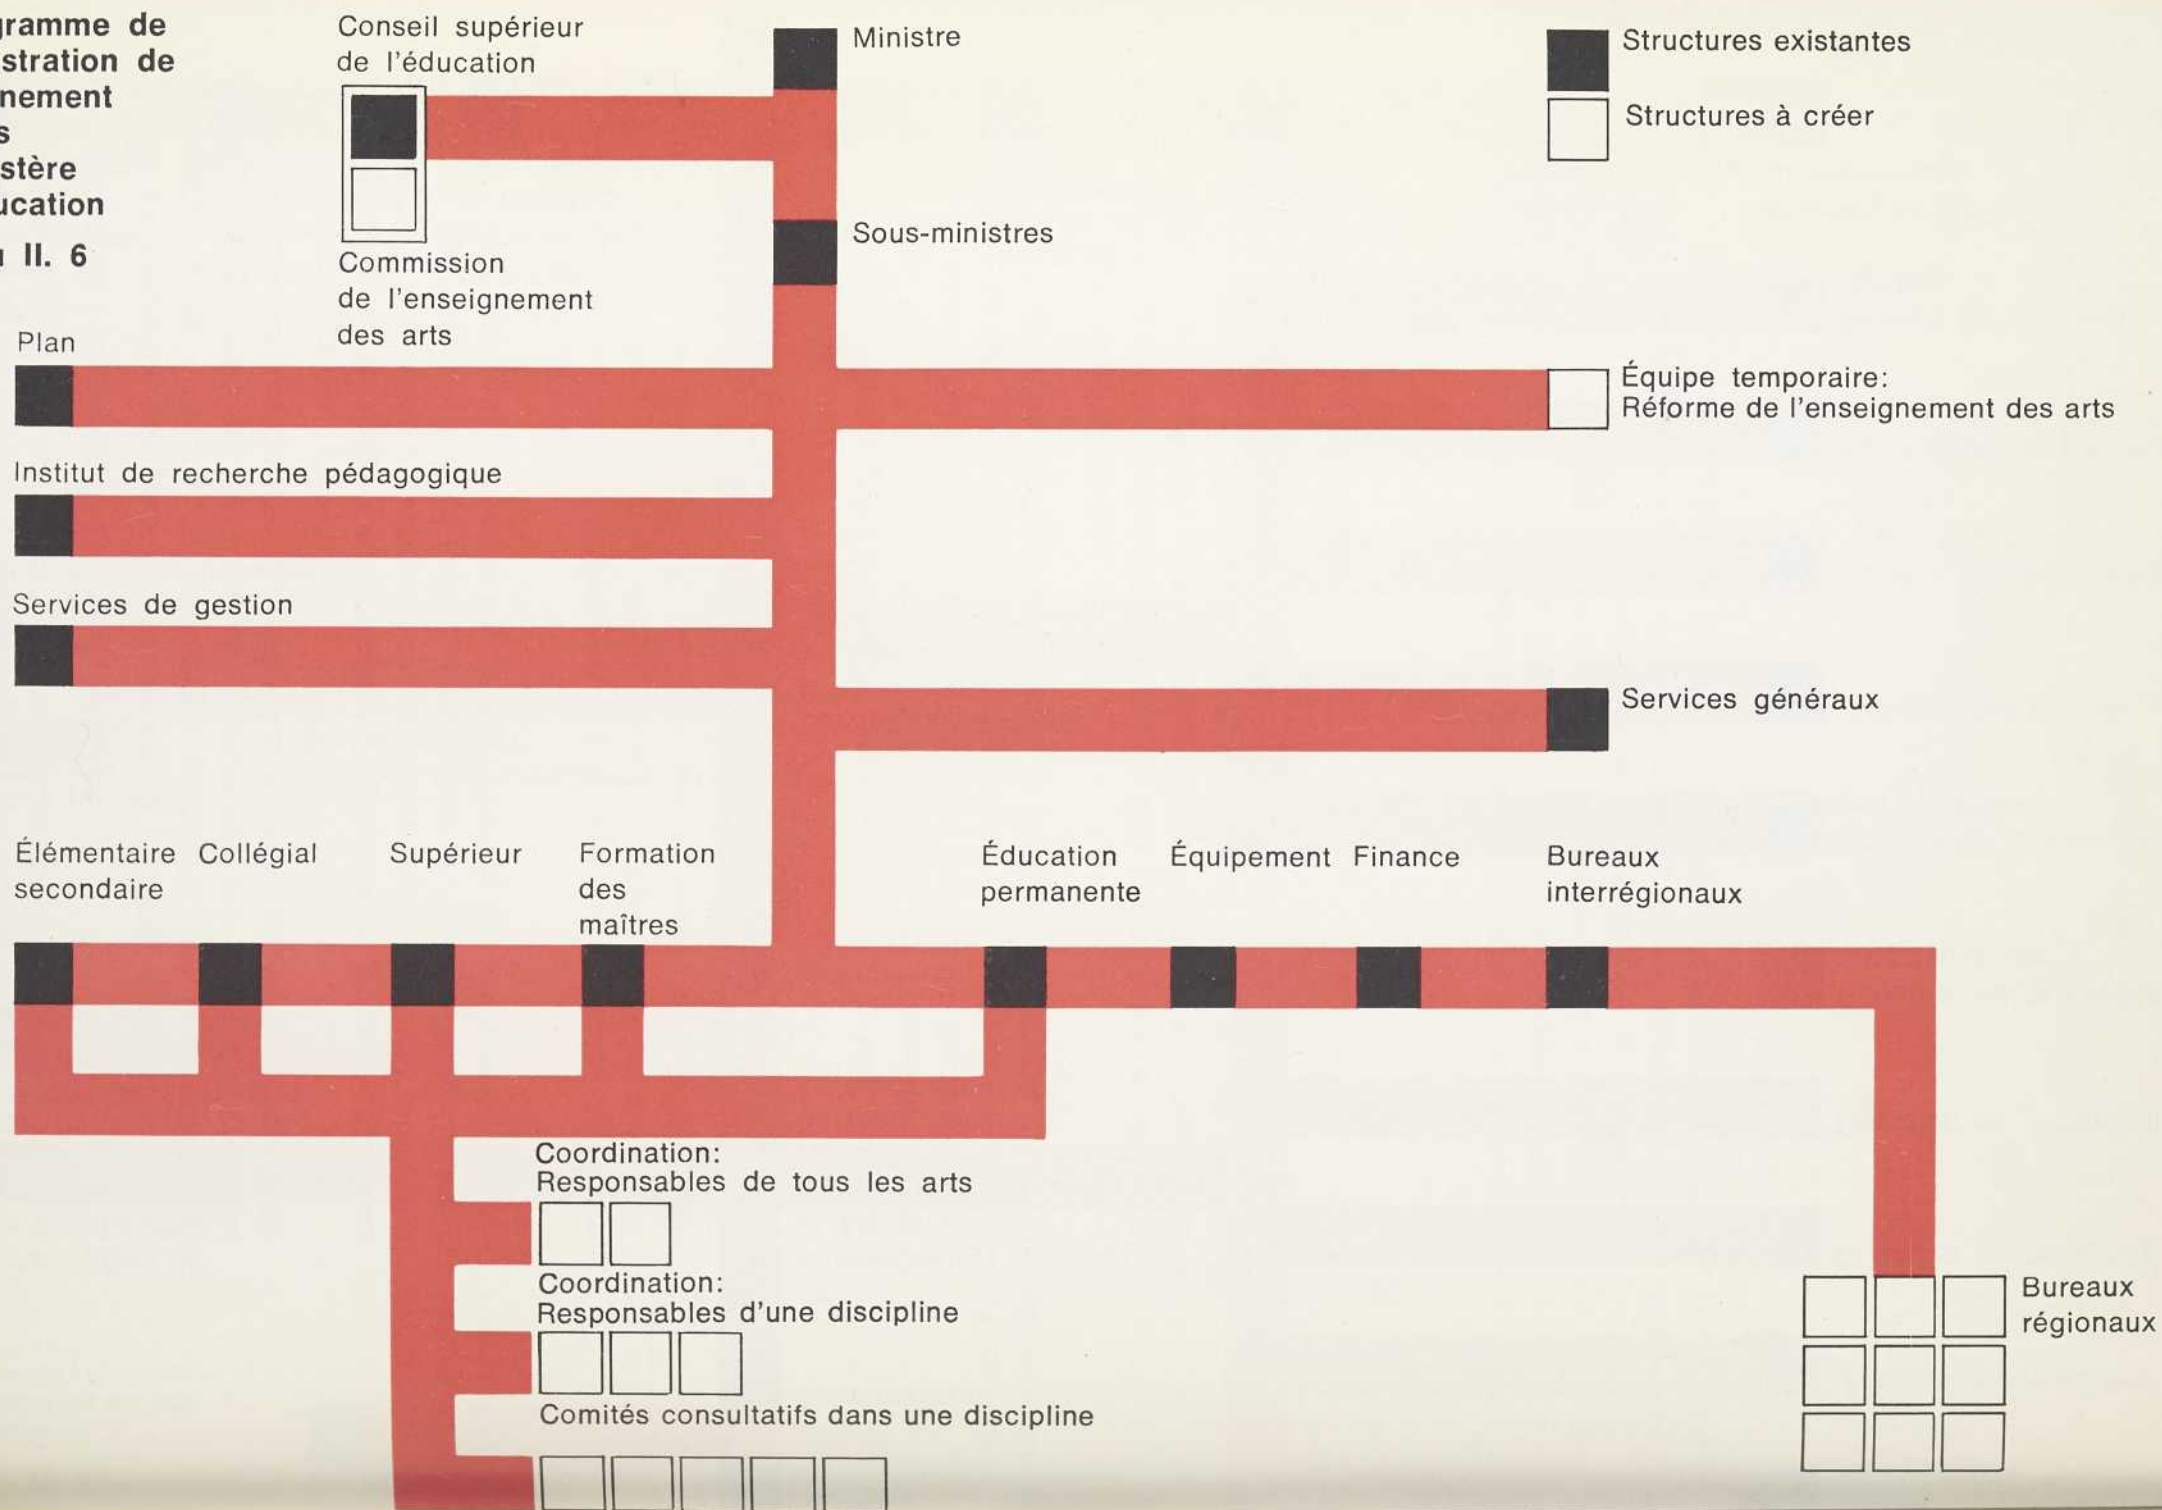 gramme de
stration de
nement
s
stère
ucation
II. 6
Conseil supérieur
de l'éducation
Ministre
Structures existantes
Structures à créer
Sous-ministres
Commission
de l'enseignement
des arts
Plan
Équipe temporaire:
Réforme de l'enseignement des arts
Institut de recherche pédagogique
Services de gestion
Services généraux
Élémentaire
secondaire
Collégial
Supérieur
Formation
des
maîtres
Éducation
permanente
Équipement
Finance
Bureaux
interrégionaux
Coordination:
Responsables de tous les arts
Coordination:
Responsables d'une discipline
Comités consultatifs dans une discipline
Bureaux
régionaux